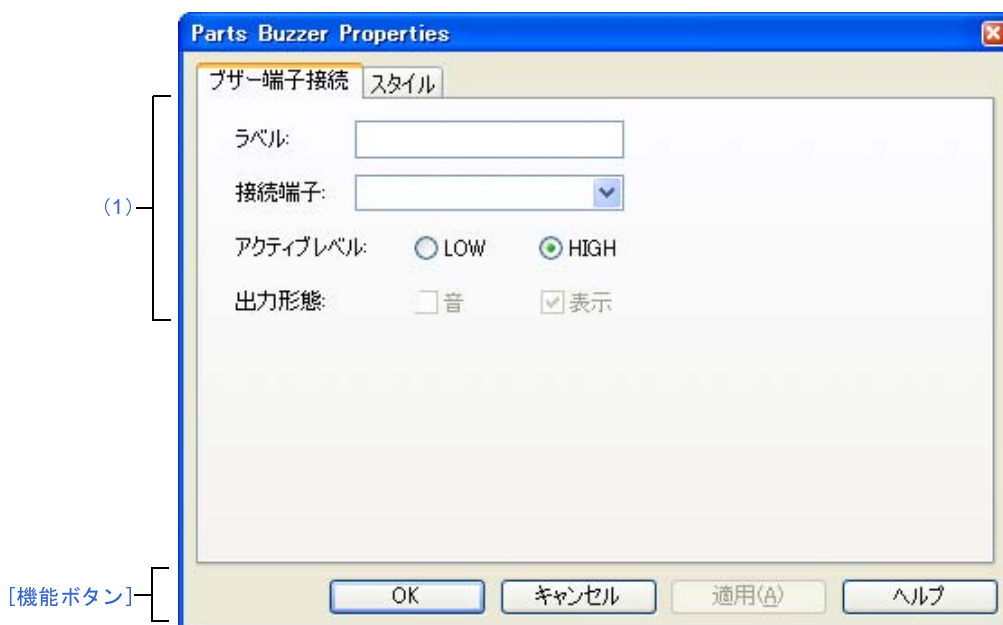 Parts Buzzer Properties
ブザー端子接続 スタイル
(1)
ラベル:
接続端子:
アクティブレベル: LOW HIGH
出力形態: 音 表示
[機能ボタン]
OK キャンセル 適用(A) ヘルプ